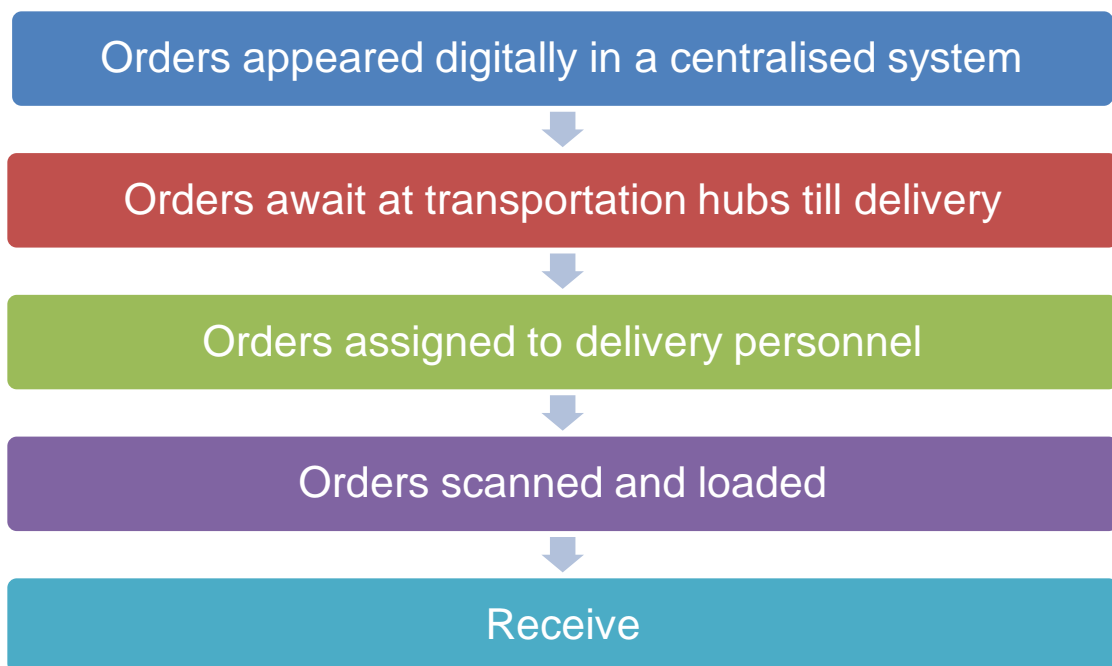 Orders appeared digitally in a centralised system
Orders await at transportation hubs till delivery
Orders assigned to delivery personnel
Orders scanned and loaded
Receive